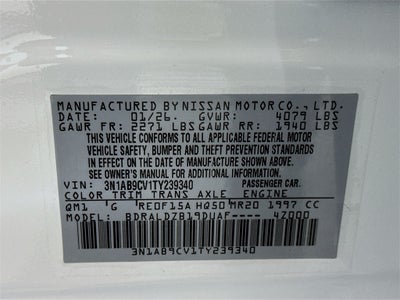 MANUFACTURED BY NISSAN MOTOR CO., LTD.
DATE: 01/26. GVWR: 4079 LBS
GAWR FR: 2271 LBS GAWR RR: 1940 LBS
THIS VEHICLE CONFORMS TO ALL APPLICABLE
FEDERAL MOTOR
VEHICLE SAFETY, BUMPER, AND THEFT PREVENTION
STANDARDS
IN EFFECT ON THE DATE OF MANUFACTURE SHOWN ABOVE.
SEE OWNER'S MANUAL FOR ADDITIONAL INFORMATION.
VIN: 3N1AB9CV1TY239340 PASSENGER CAR.
COLOR TRIM TRANS AXLE ENGINE
QM1 G RE0F15A HQ50 MR20 1997 CC
MODEL: BDRALDZB19DUAF---- 4Z000
3N1AB9CV1TY239340